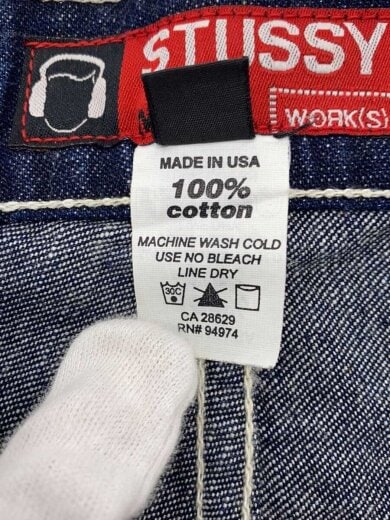 STUSSY
WORK(S)
MADE IN USA
100%
cotton
MACHINE WASH COLD
USE NO BLEACH
LINE DRY
30C
CA 28629
RN# 94974